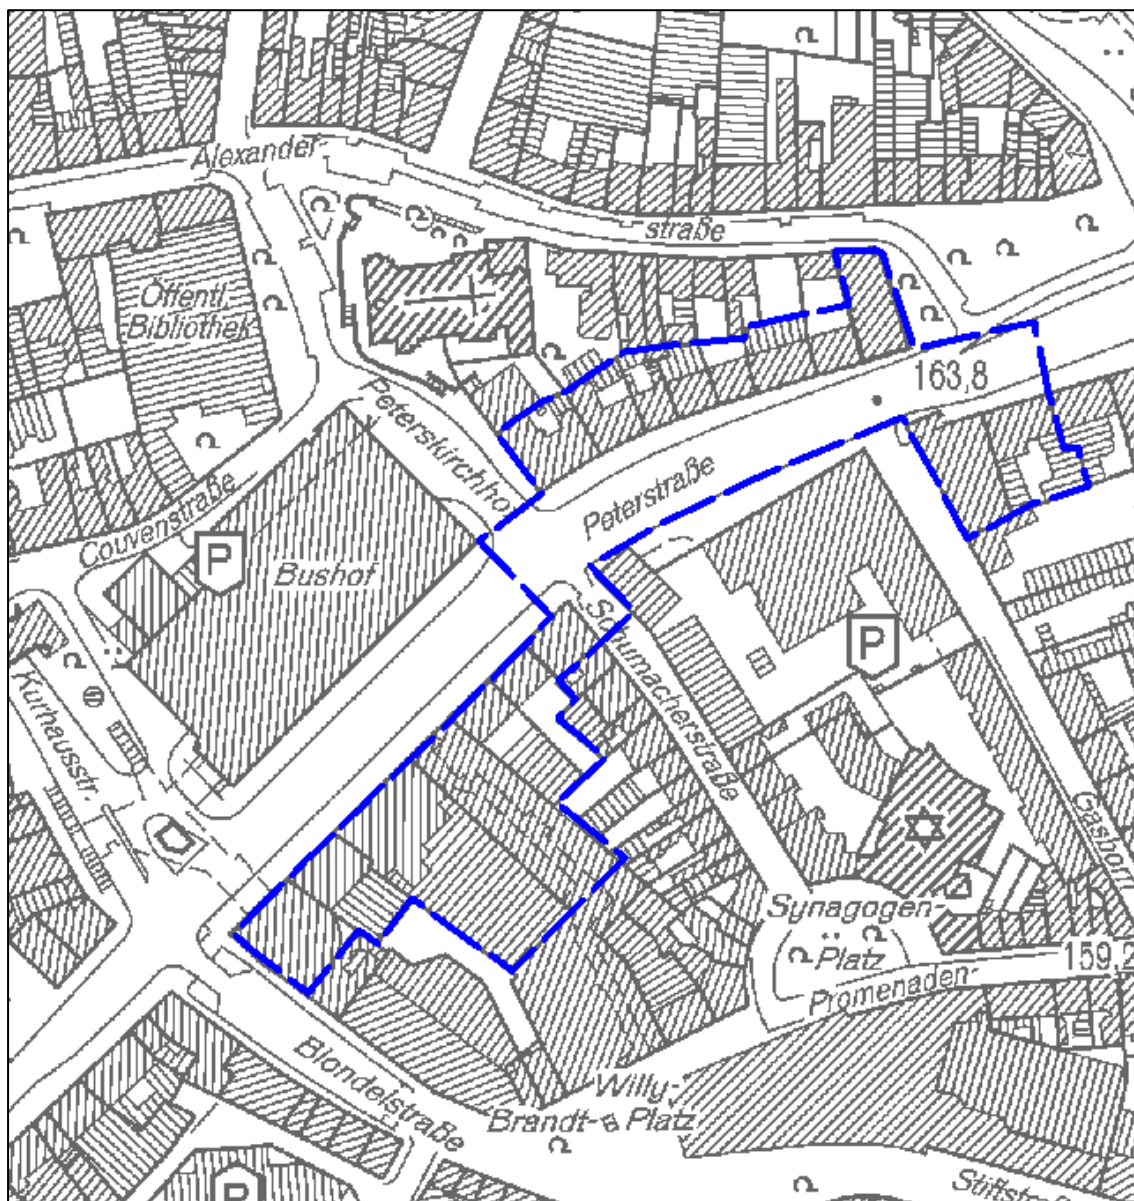 Alexander-
straße
Öffentl.
Bibliothek
163,8
Peterskirchho
Peterstraße
Couvenstraße
P
Bushof
P
Schumacherstraße
Kurhausstr.
Gasborn
Synagogen-
Platz
159,2
Promenaden-
Blondelstraße
Willy-
Brandt-
Platz
P